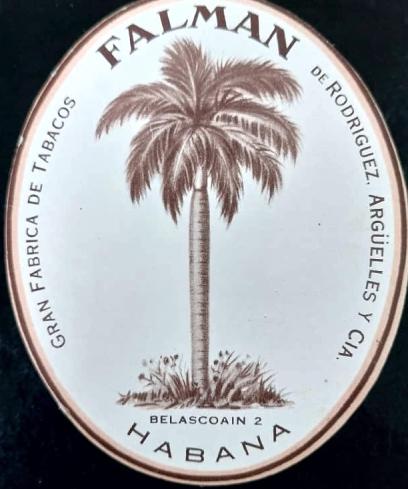 FALMAN
GRAN FABRICA DE TABACOS
DE RODRIGUEZ, ARGÜELLES Y CIA.
BELASCOAIN 2
HABANA